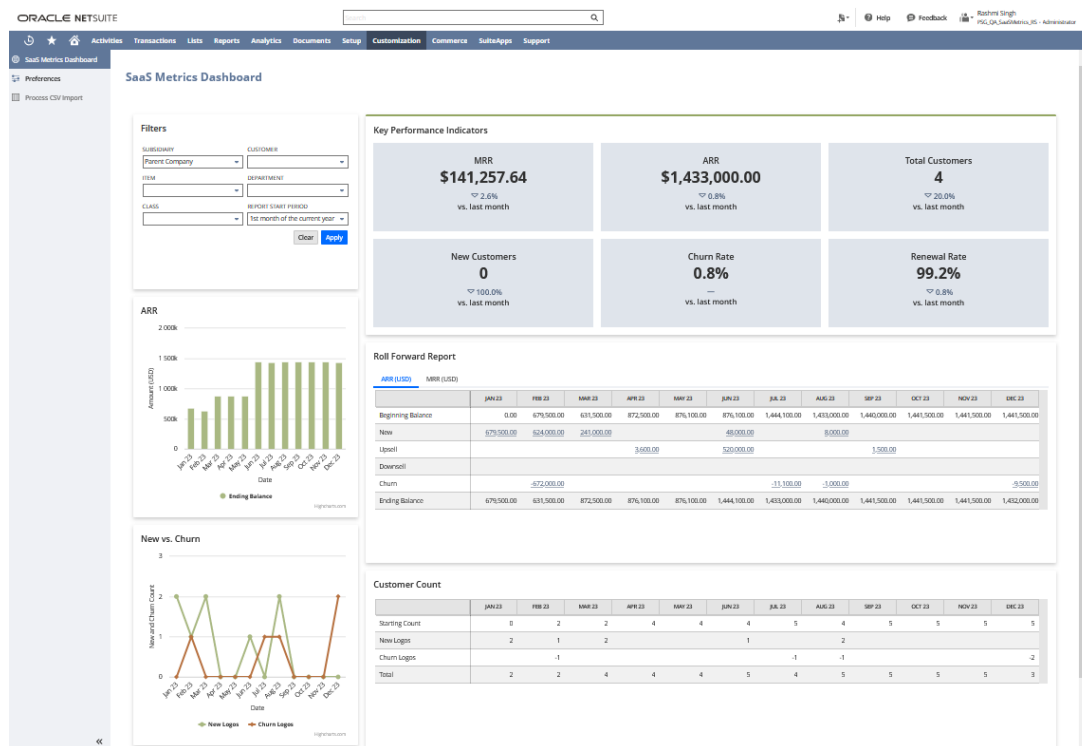 ORACLE NETSUITE
Search
Help
Feedback
Rashmi Singh
PSG_QA_SaaSMetrics_RS - Administrator
Activities Transactions Lists Reports Analytics Documents Setup Customization Commerce SuiteApps Support
SaaS Metrics Dashboard
Preferences
Process CSV Import
SaaS Metrics Dashboard
Filters
SUBSIDIARY CUSTOMER
Parent Company
ITEM DEPARTMENT
CLASS REPORT START PERIOD
1st month of the current year
Clear Apply
Key Performance Indicators
MRR
$141,257.64
2.6%
vs. last month
ARR
$1,433,000.00
0.8%
vs. last month
Total Customers
4
20.0%
vs. last month
New Customers
0
100.0%
vs. last month
Churn Rate
0.8%
—
vs. last month
Renewal Rate
99.2%
0.8%
vs. last month
ARR
2 000k
1 500k
1 000k
500k
0
Amount (USD)
Jan 23 Feb 23 Mar 23 Apr 23 May 23 Jun 23 Jul 23 Aug 23 Sep 23 Oct 23 Nov 23 Dec 23
Date
Ending Balance
Highcharts.com
Roll Forward Report
ARR (USD) MRR (USD)
JAN 23 FEB 23 MAR 23 APR 23 MAY 23 JUN 23 JUL 23 AUG 23 SEP 23 OCT 23 NOV 23 DEC 23
Beginning Balance 0.00 679,500.00 631,500.00 872,500.00 876,100.00 876,100.00 1,444,100.00 1,433,000.00 1,440,000.00 1,441,500.00 1,441,500.00 1,441,500.00
New 679,500.00 624,000.00 241,000.00 48,000.00 8,000.00
Upsell 3,600.00 520,000.00 1,500.00
Downsell
Churn -672,000.00 -11,100.00 -1,000.00 -9,500.00
Ending Balance 679,500.00 631,500.00 872,500.00 876,100.00 876,100.00 1,444,100.00 1,433,000.00 1,440,000.00 1,441,500.00 1,441,500.00 1,441,500.00 1,432,000.00
New vs. Churn
3
2
1
0
New and Churn Count
Jan 23 Feb 23 Mar 23 Apr 23 May 23 Jun 23 Jul 23 Aug 23 Sep 23 Oct 23 Nov 23 Dec 23
Date
New Logos Churn Logos
Highcharts.com
Customer Count
JAN 23 FEB 23 MAR 23 APR 23 MAY 23 JUN 23 JUL 23 AUG 23 SEP 23 OCT 23 NOV 23 DEC 23
Starting Count 0 2 2 4 4 4 5 4 5 5 5 5
New Logos 2 1 2 1 2
Churn Logos -1 -1 -1 -2
Total 2 2 4 4 4 5 4 5 5 5 5 3